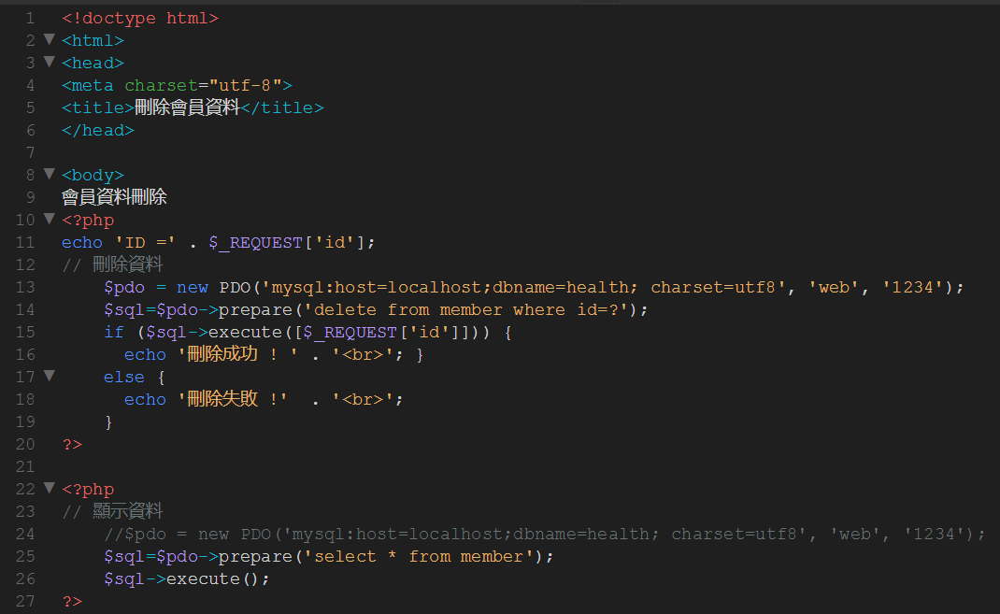 1 <!doctype html>
2 ▼ <html>
3 ▼ <head>
4 <meta charset="utf-8">
5 <title>刪除會員資料</title>
6 </head>
7
8 ▼ <body>
9 會員資料刪除
10 ▼ <?php
11 echo 'ID =' . $_REQUEST['id'];
12 // 刪除資料
13 $pdo = new PDO('mysql:host=localhost;dbname=health; charset=utf8', 'web', '1234');
14 $sql=$pdo->prepare('delete from member where id=?');
15 if ($sql->execute([$_REQUEST['id']])) {
16 echo '刪除成功 ! ' . '<br>'; }
17 ▼ else {
18 echo '刪除失敗 !'  . '<br>';
19 }
20 ?>
21
22 ▼ <?php
23 // 顯示資料
24 //$pdo = new PDO('mysql:host=localhost;dbname=health; charset=utf8', 'web', '1234');
25 $sql=$pdo->prepare('select * from member');
26 $sql->execute();
27 ?>